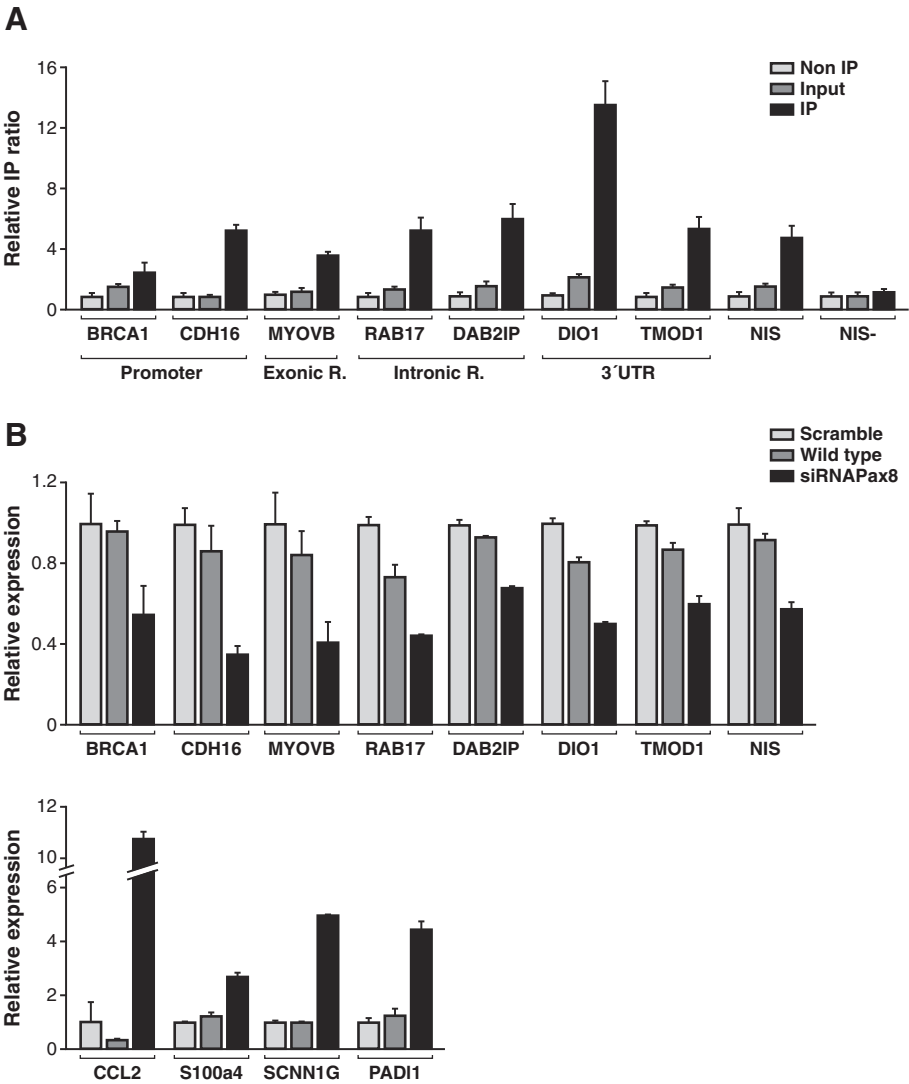 A
Relative IP ratio
16
12
8
4
0
Non IP
Input
IP
BRCA1 CDH16 MYOVB RAB17 DAB2IP DIO1 TMOD1 NIS NIS-
Promoter Exonic R. Intronic R. 3´UTR
B
Relative expression
1.2
0.8
0.4
0
Scramble
Wild type
siRNAPax8
BRCA1 CDH16 MYOVB RAB17 DAB2IP DIO1 TMOD1 NIS
Relative expression
12
10
6
4
2
0
CCL2 S100a4 SCNN1G PADI1